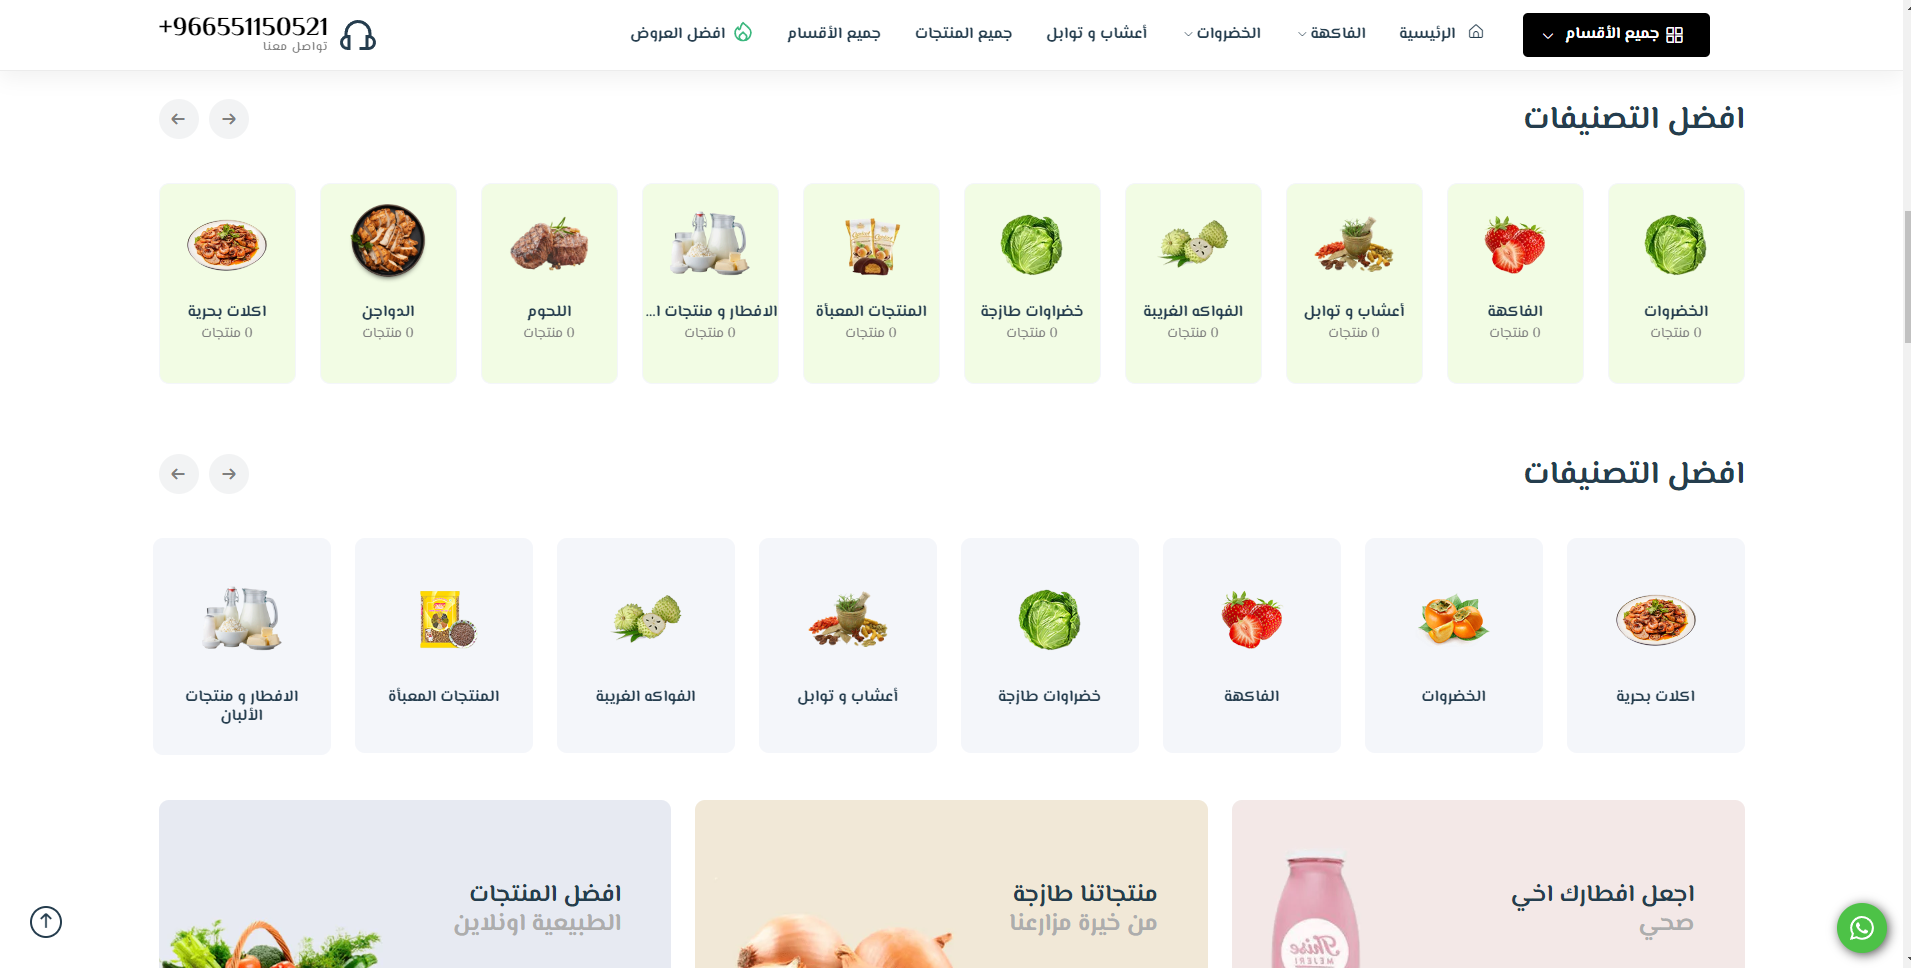 جميع الأقسام
الرئيسية
الفاكهة
الخضروات
أعشاب و توابل
جميع المنتجات
جميع الأقسام
افضل العروض
+966551150521
تواصل معنا
افضل التصنيفات
الخضروات
0 منتجات
الفاكهة
0 منتجات
أعشاب و توابل
0 منتجات
الفواكه الغريبة
0 منتجات
خضراوات طازجة
0 منتجات
المنتجات المعبأة
0 منتجات
الافطار و منتجات ا...
0 منتجات
اللحوم
0 منتجات
الدواجن
0 منتجات
اكلات بحرية
0 منتجات
افضل التصنيفات
اكلات بحرية
الخضروات
الفاكهة
خضراوات طازجة
أعشاب و توابل
الفواكه الغريبة
المنتجات المعبأة
الافطار و منتجات
الألبان
اجعل افطارك اخي
صحي
منتجاتنا طازجة
من خيرة مزارعنا
افضل المنتجات
الطبيعية اونلاين